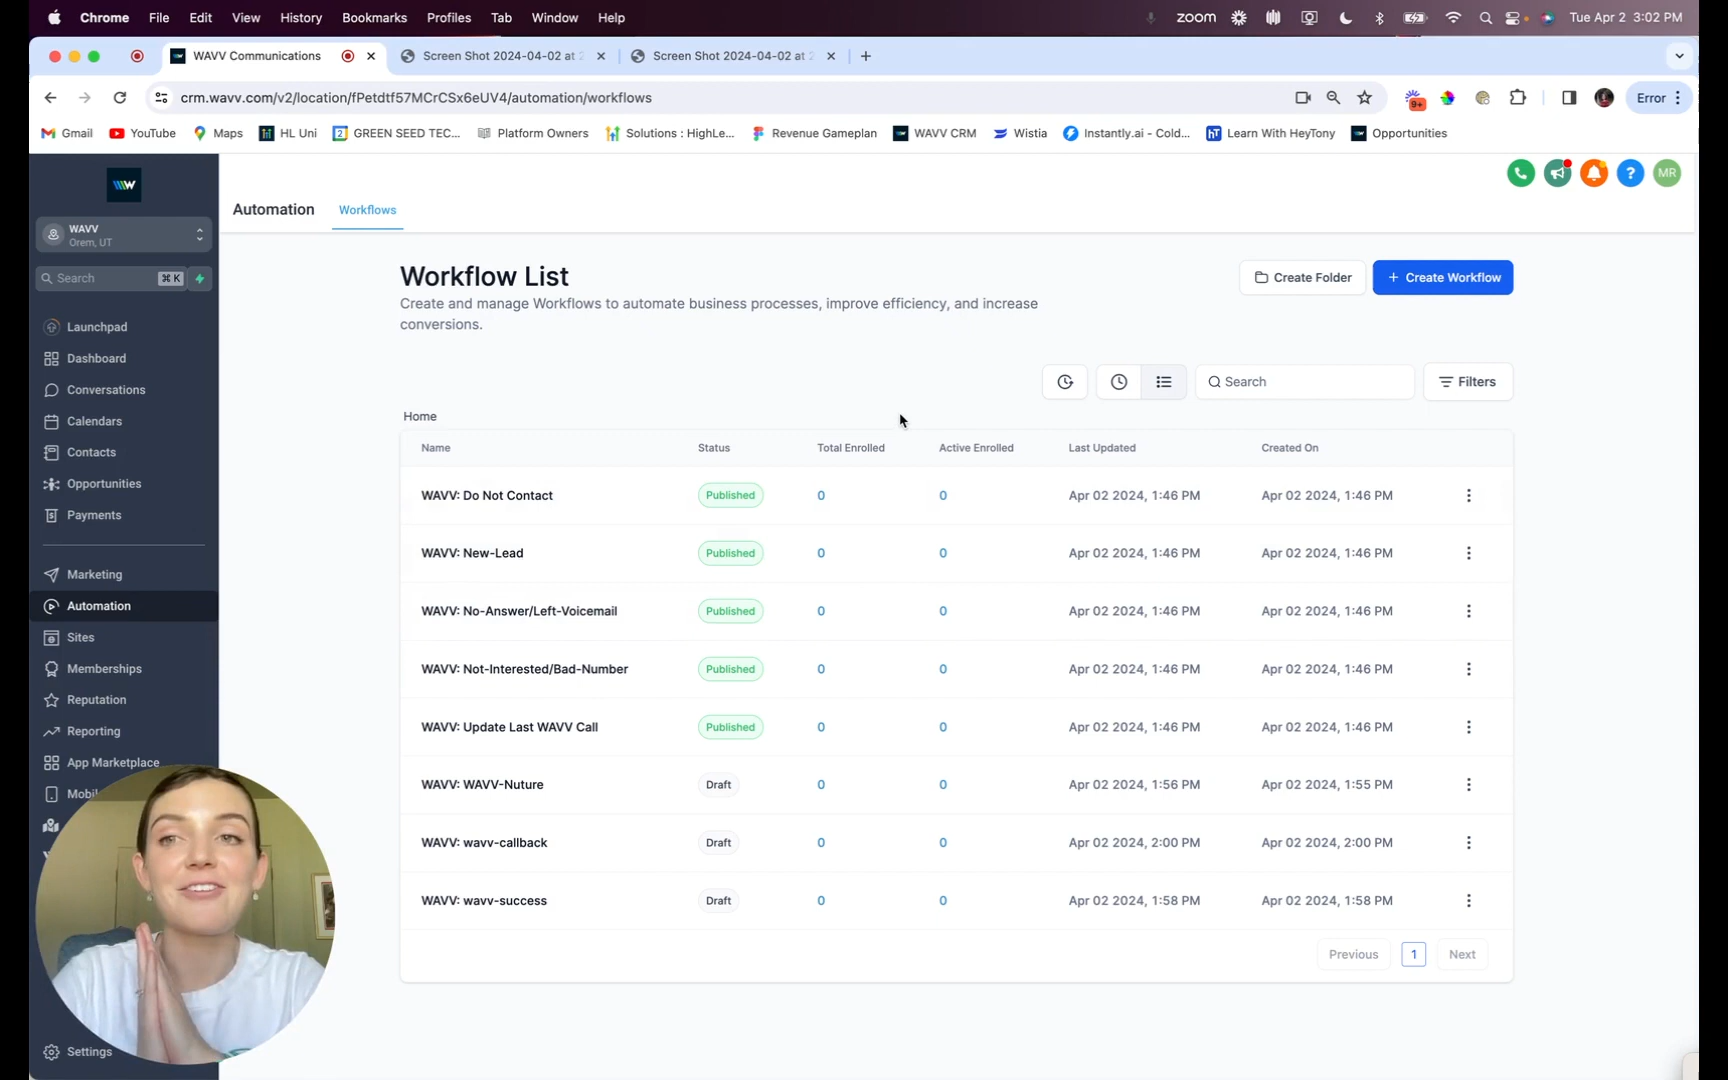 Chrome File Edit View History Bookmarks Profiles Tab Window Help
zoom Tue Apr 2 3:02 PM
WAVV Communications
Screen Shot 2024-04-02 at
Screen Shot 2024-04-02 at
crm.wavv.com/v2/location/fPetdtf57MCrCSx6eUV4/automation/workflows
9+
Error
Gmail YouTube Maps HL Uni GREEN SEED TEC... Platform Owners Solutions : HighLe... Revenue Gameplan WAVV CRM Wistia Instantly.ai - Cold... Learn With HeyTony Opportunities
MR
WAVV
Orem, UT
Search ⌘ K
Launchpad
Dashboard
Conversations
Calendars
Contacts
Opportunities
Payments
Marketing
Automation
Sites
Memberships
Reputation
Reporting
App Marketplace
Settings
Automation Workflows
Workflow List
Create and manage Workflows to automate business processes, improve efficiency, and increase
conversions.
Create Folder
+ Create Workflow
Search
Filters
Home
Name Status Total Enrolled Active Enrolled Last Updated Created On
WAVV: Do Not Contact Published 0 0 Apr 02 2024, 1:46 PM Apr 02 2024, 1:46 PM
WAVV: New-Lead Published 0 0 Apr 02 2024, 1:46 PM Apr 02 2024, 1:46 PM
WAVV: No-Answer/Left-Voicemail Published 0 0 Apr 02 2024, 1:46 PM Apr 02 2024, 1:46 PM
WAVV: Not-Interested/Bad-Number Published 0 0 Apr 02 2024, 1:46 PM Apr 02 2024, 1:46 PM
WAVV: Update Last WAVV Call Published 0 0 Apr 02 2024, 1:46 PM Apr 02 2024, 1:46 PM
WAVV: WAVV-Nuture Draft 0 0 Apr 02 2024, 1:56 PM Apr 02 2024, 1:55 PM
WAVV: wavv-callback Draft 0 0 Apr 02 2024, 2:00 PM Apr 02 2024, 2:00 PM
WAVV: wavv-success Draft 0 0 Apr 02 2024, 1:58 PM Apr 02 2024, 1:58 PM
Previous 1 Next